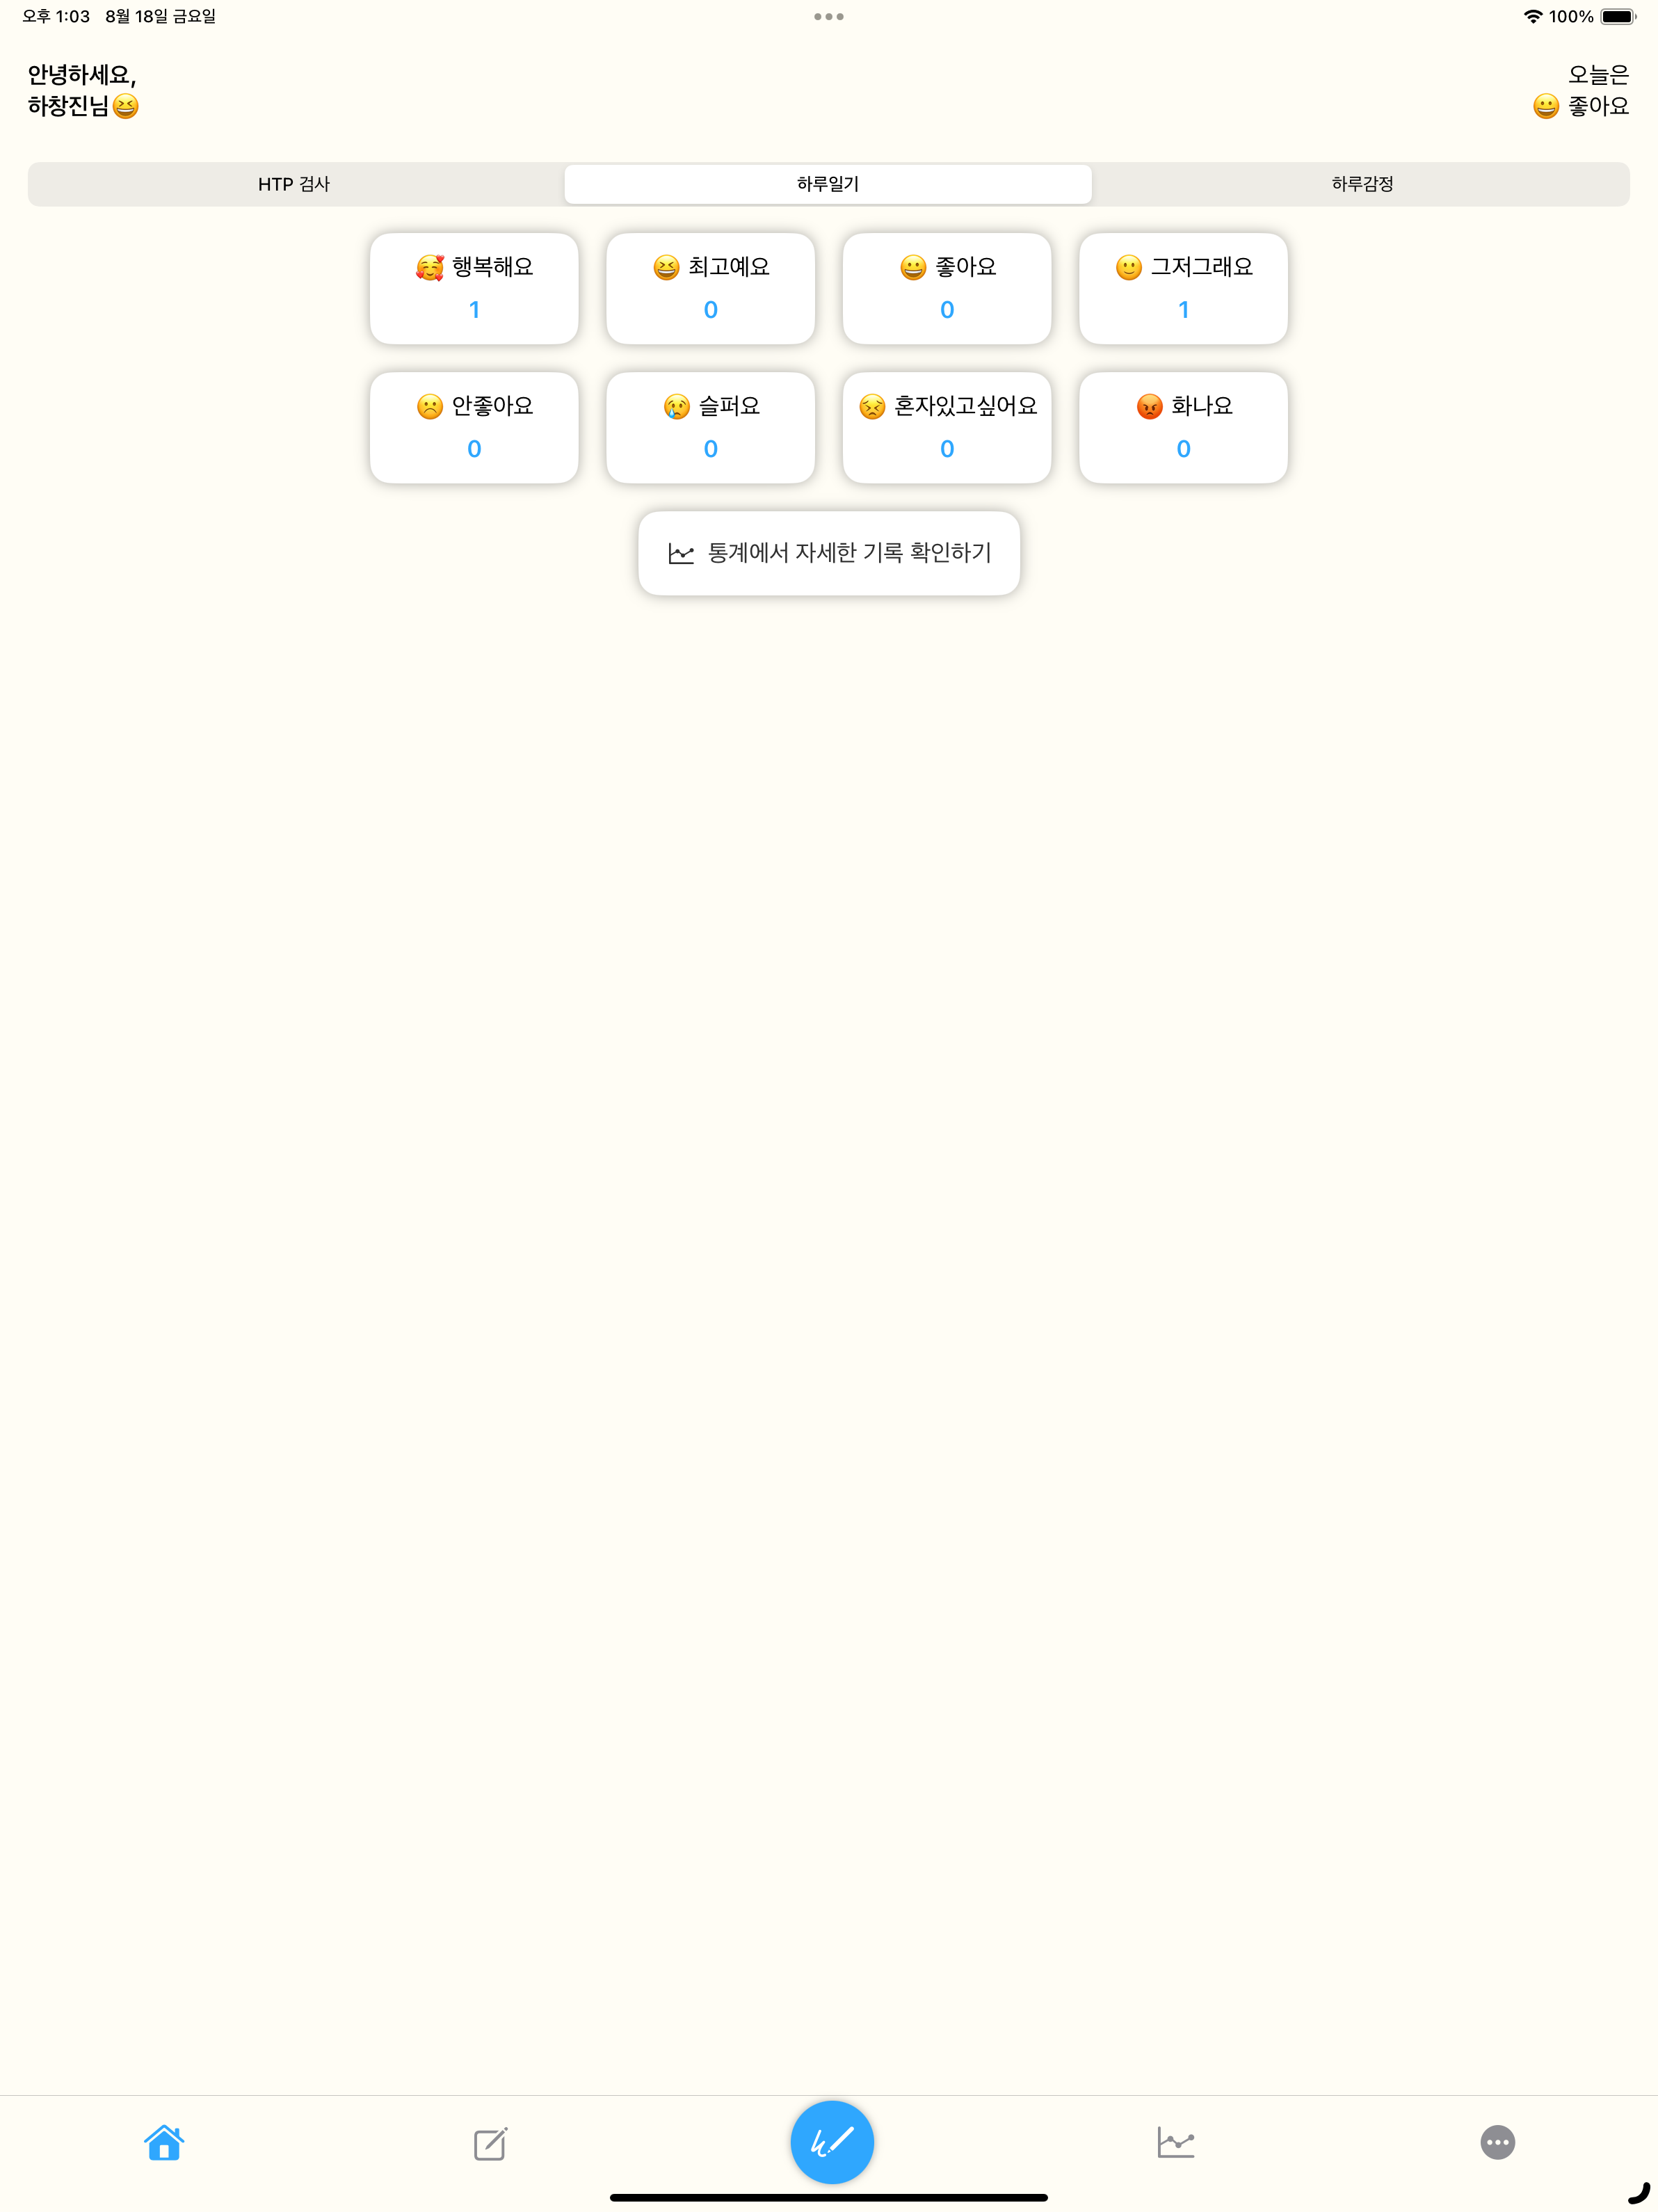 오후 1:03 8월 18일 금요일
100%
안녕하세요,
하창진님😆
오늘은
😀 좋아요
HTP 검사
하루일기
하루감정
🥰 행복해요
1
😆 최고예요
0
😀 좋아요
0
🙂 그저그래요
1
☹️ 안좋아요
0
😢 슬퍼요
0
😣 혼자있고싶어요
0
😡 화나요
0
통계에서 자세한 기록 확인하기